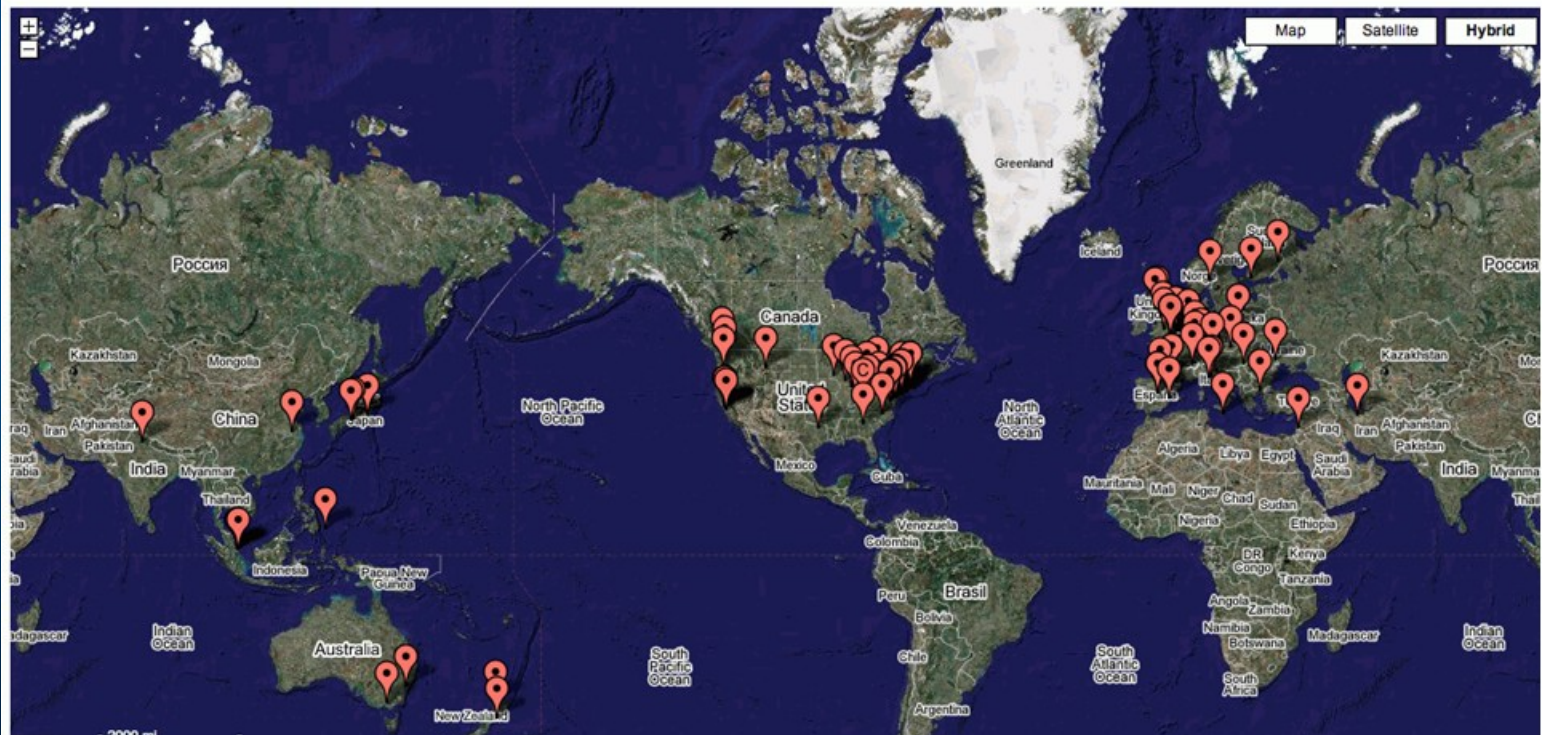 +
−
Map
Satellite
Hybrid
Greenland
Iceland
Россия
Россия
Canada
Kazakhstan
Mongolia
Kazakhstan
China
Afghanistan
Iran
Pakistan
India
Myanmar
Thailand
Japan
North Pacific
Ocean
United
Mexico
Cuba
North
Atlantic
Ocean
Algeria
Libya
Egypt
Iraq
Iran
Afghanistan
Pakistan
Saudi
Arabia
India
Mauritania
Mali
Niger
Chad
Sudan
Nigeria
Ethiopia
Venezuela
Colombia
DR
Congo
Kenya
Tanzania
Indonesia
Papua New
Guinea
Peru
Brasil
Bolivia
Angola
Zambia
Namibia
Botswana
Madagascar
Indian
Ocean
Australia
South
Pacific
Ocean
Chile
South
Atlantic
Ocean
South
Africa
Indian
Ocean
New Zealand
Argentina
©